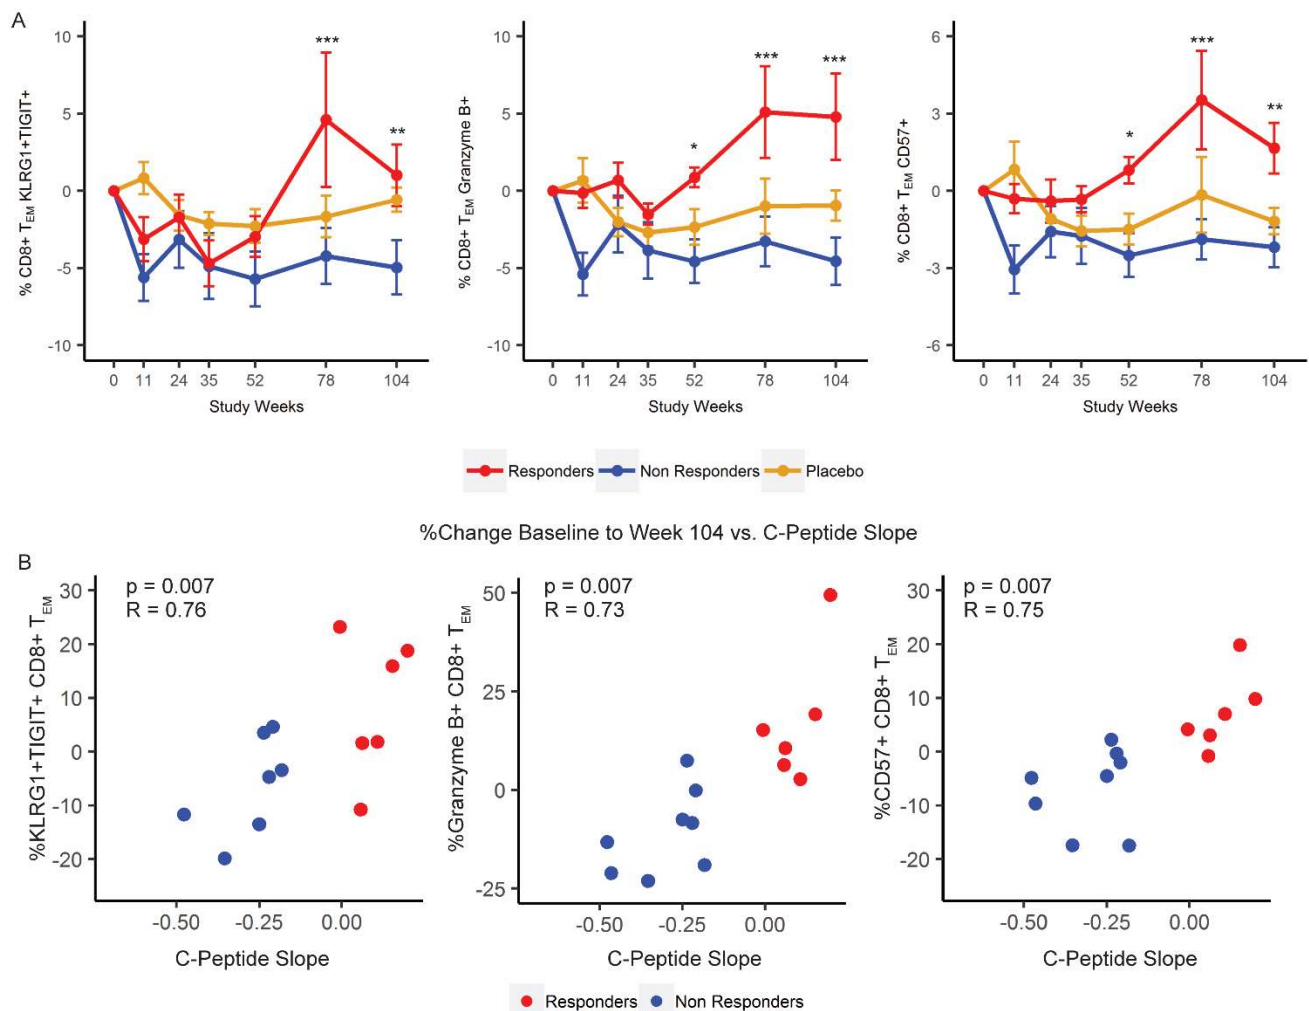 A
% CD8+ TEM KLRG1+TIGIT+
10
5
0
-5
-10
***
**
0 11 24 35 52 78 104
Study Weeks
% CD8+ TEM Granzyme B+
10
5
0
-5
-10
*
***
***
0 11 24 35 52 78 104
Study Weeks
% CD8+ TEM CD57+
6
3
0
-3
-6
*
***
**
0 11 24 35 52 78 104
Study Weeks
Responders Non Responders Placebo
%Change Baseline to Week 104 vs. C-Peptide Slope
B
%KLRG1+TIGIT+ CD8+ TEM
30
20
10
0
-10
-20
p = 0.007
R = 0.76
-0.50 -0.25 0.00
C-Peptide Slope
%Granzyme B+ CD8+ TEM
50
25
0
-25
p = 0.007
R = 0.73
-0.50 -0.25 0.00
C-Peptide Slope
%CD57+ CD8+ TEM
30
20
10
0
-10
-20
p = 0.007
R = 0.75
-0.50 -0.25 0.00
C-Peptide Slope
Responders Non Responders